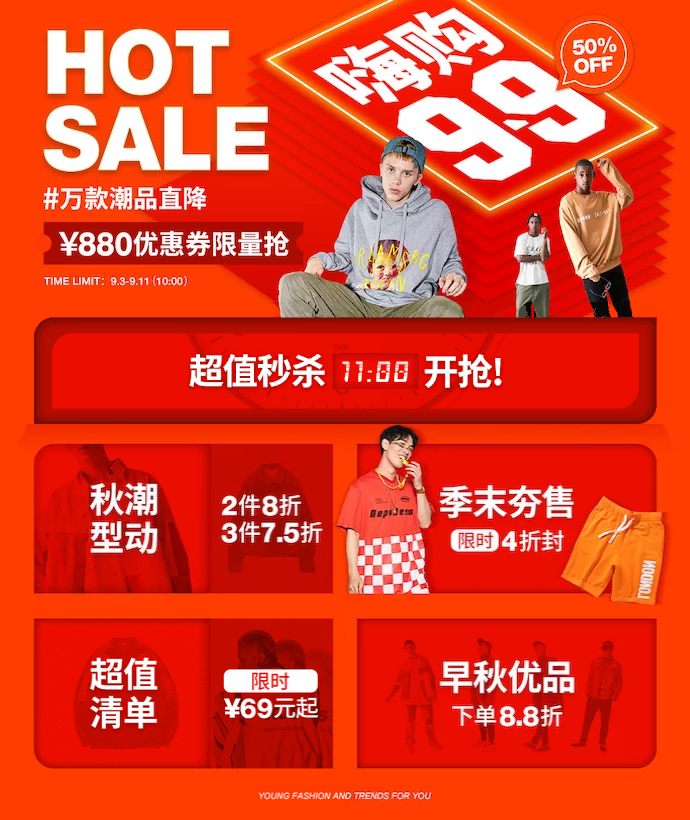 HOT
SALE
嗨购
99
50%
OFF
#万款潮品直降
¥880优惠券限量抢
TIME LIMIT：9.3-9.11 (10:00)
超值秒杀 11:00 开抢!
秋潮
型动
2件8折
3件7.5折
季末夯售
限时4折封
LONDON
超值
清单
限时
¥69元起
早秋优品
下单8.8折
YOUNG FASHION AND TRENDS FOR YOU